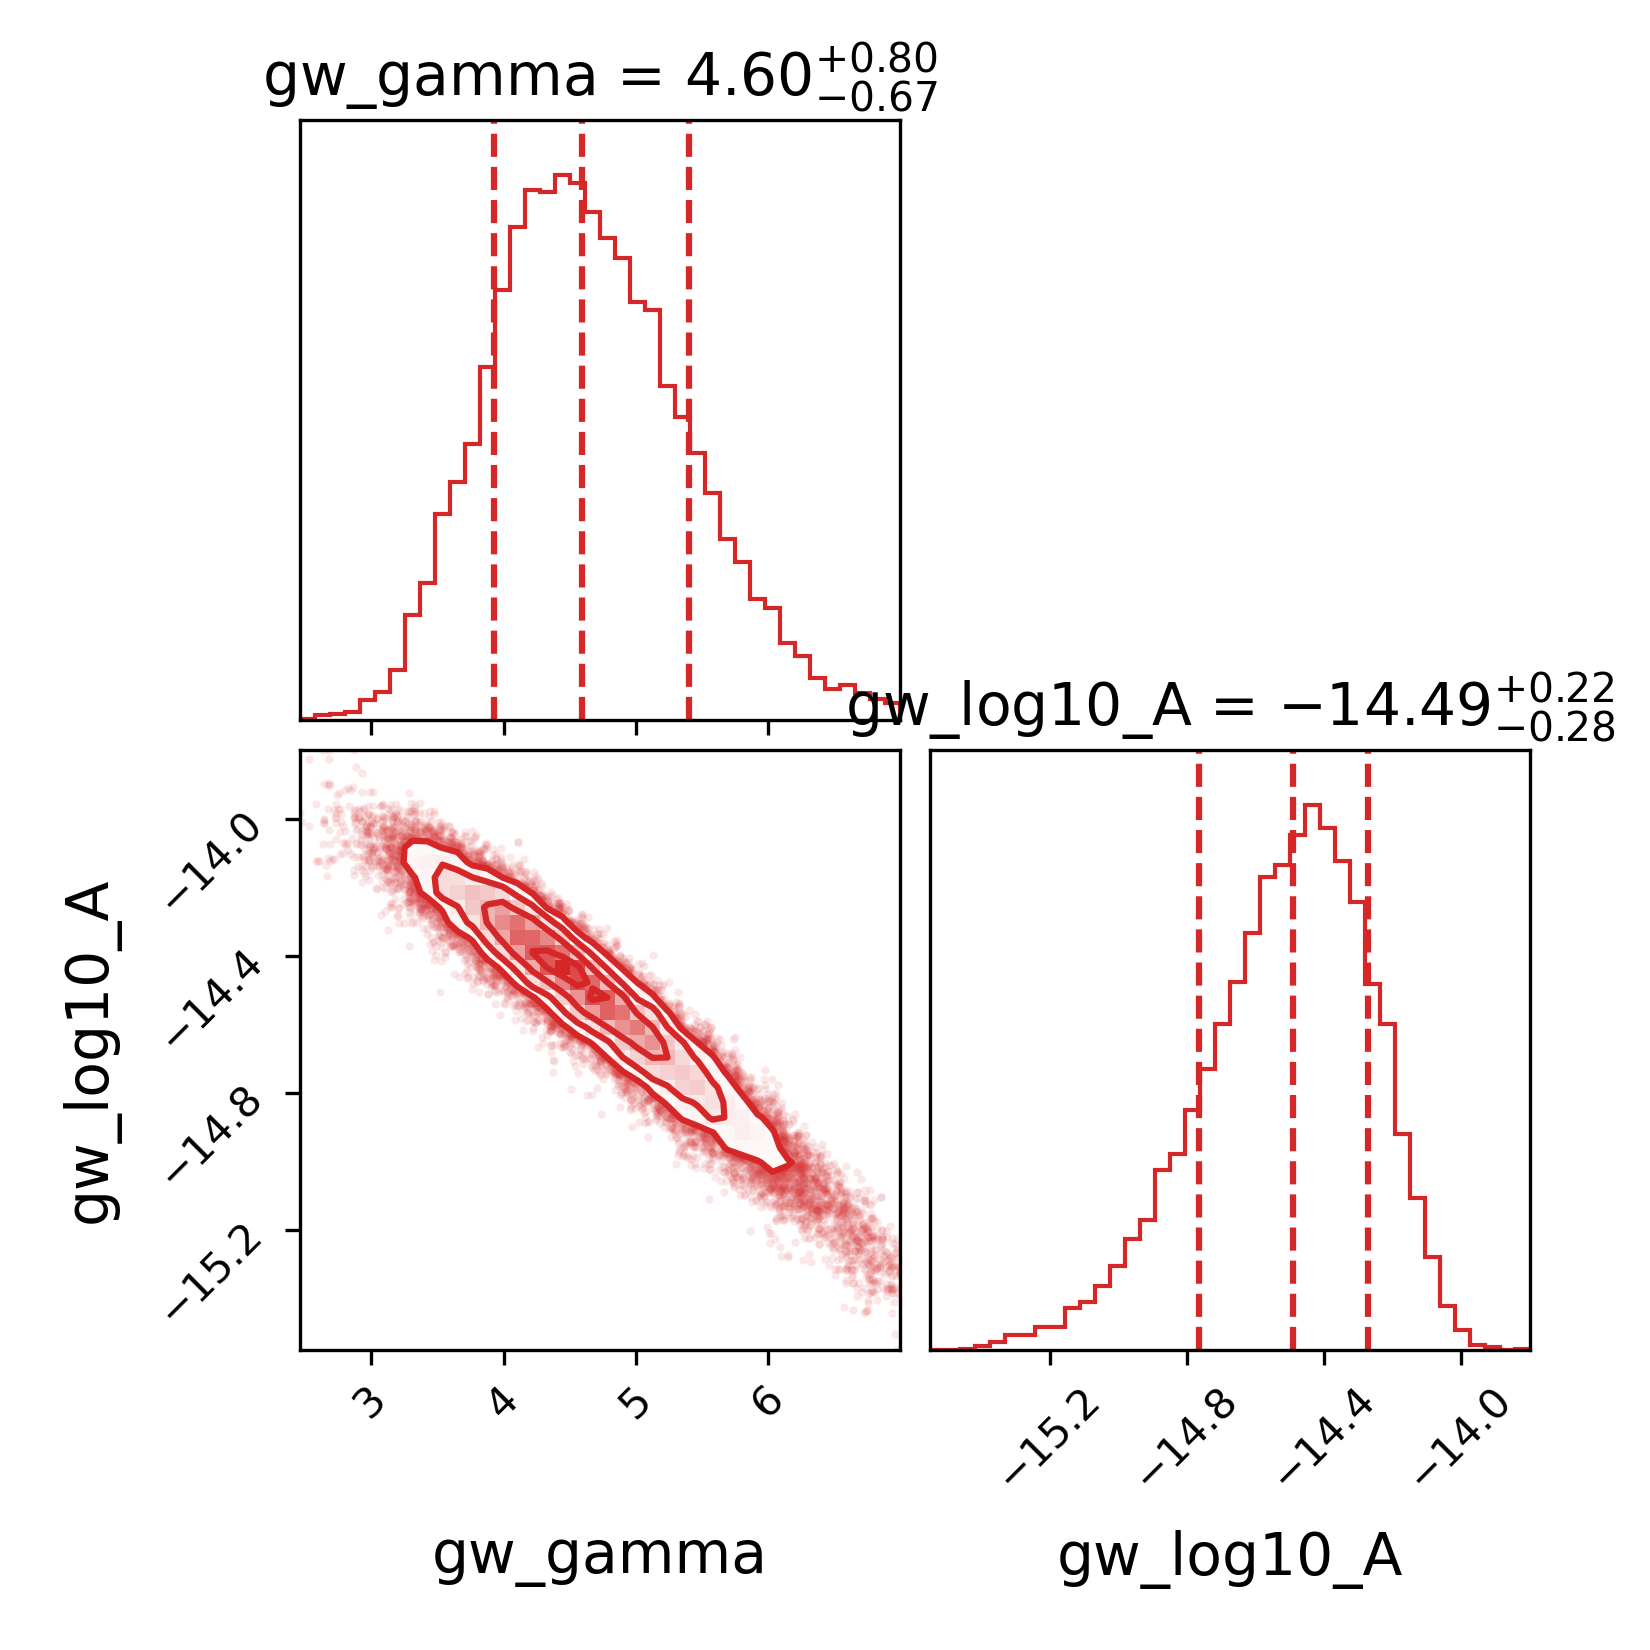 gw_gamma = 4.60 +0.80 −0.67
gw_log10_A = −14.49 +0.22 −0.28
gw_log10_A
−14.0
−14.4
−14.8
−15.2
3 4 5 6
−15.2 −14.8 −14.4 −14.0
gw_gamma
gw_log10_A